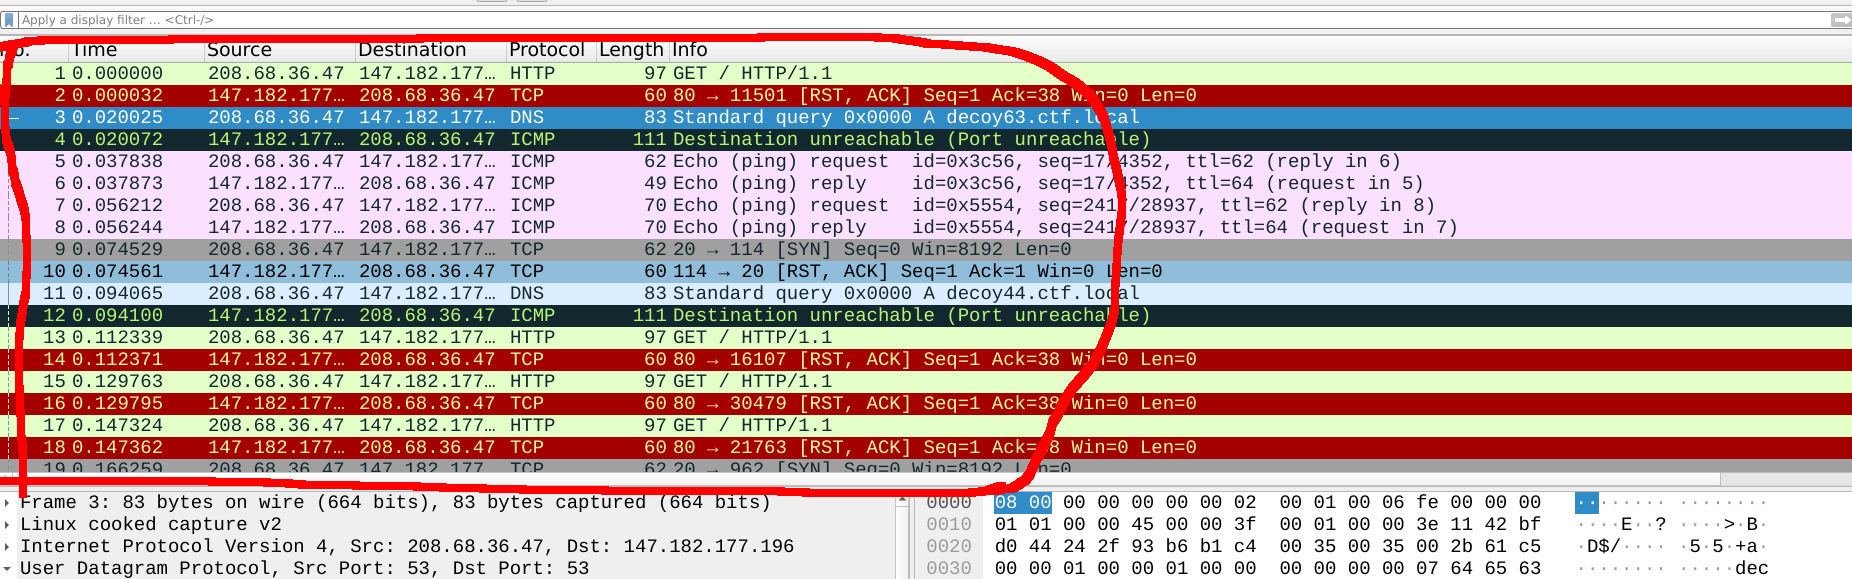 Apply a display filter ... <Ctrl-/>
No. Time Source Destination Protocol Length Info
1 0.000000 208.68.36.47 147.182.177… HTTP 97 GET / HTTP/1.1
2 0.000032 147.182.177… 208.68.36.47 TCP 60 80 → 11501 [RST, ACK] Seq=1 Ack=38 Win=0 Len=0
3 0.020025 208.68.36.47 147.182.177… DNS 83 Standard query 0x0000 A decoy63.ctf.local
4 0.020072 147.182.177… 208.68.36.47 ICMP 111 Destination unreachable (Port unreachable)
5 0.037838 208.68.36.47 147.182.177… ICMP 62 Echo (ping) request id=0x3c56, seq=17/4352, ttl=62 (reply in 6)
6 0.037873 147.182.177… 208.68.36.47 ICMP 49 Echo (ping) reply id=0x3c56, seq=17/4352, ttl=64 (request in 5)
7 0.056212 208.68.36.47 147.182.177… ICMP 70 Echo (ping) request id=0x5554, seq=2417/28937, ttl=62 (reply in 8)
8 0.056244 147.182.177… 208.68.36.47 ICMP 70 Echo (ping) reply id=0x5554, seq=2417/28937, ttl=64 (request in 7)
9 0.074529 208.68.36.47 147.182.177… TCP 62 20 → 114 [SYN] Seq=0 Win=8192 Len=0
10 0.074561 147.182.177… 208.68.36.47 TCP 60 114 → 20 [RST, ACK] Seq=1 Ack=1 Win=0 Len=0
11 0.094065 208.68.36.47 147.182.177… DNS 83 Standard query 0x0000 A decoy44.ctf.local
12 0.094100 147.182.177… 208.68.36.47 ICMP 111 Destination unreachable (Port unreachable)
13 0.112339 208.68.36.47 147.182.177… HTTP 97 GET / HTTP/1.1
14 0.112371 147.182.177… 208.68.36.47 TCP 60 80 → 16107 [RST, ACK] Seq=1 Ack=38 Win=0 Len=0
15 0.129763 208.68.36.47 147.182.177… HTTP 97 GET / HTTP/1.1
16 0.129795 147.182.177… 208.68.36.47 TCP 60 80 → 30479 [RST, ACK] Seq=1 Ack=38 Win=0 Len=0
17 0.147324 208.68.36.47 147.182.177… HTTP 97 GET / HTTP/1.1
18 0.147362 147.182.177… 208.68.36.47 TCP 60 80 → 21763 [RST, ACK] Seq=1 Ack=38 Win=0 Len=0
19 0.166259 208.68.36.47 147.182.177… TCP 62 20 → 962 [SYN] Seq=0 Win=8192 Len=0
Frame 3: 83 bytes on wire (664 bits), 83 bytes captured (664 bits)
Linux cooked capture v2
Internet Protocol Version 4, Src: 208.68.36.47, Dst: 147.182.177.196
User Datagram Protocol, Src Port: 53, Dst Port: 53
0000 08 00 00 00 00 00 00 02 00 01 00 06 fe 00 00 00 ········ ········
0010 01 01 00 00 45 00 00 3f 00 01 00 00 3e 11 42 bf ····E··? ····>·B·
0020 d0 44 24 2f 93 b6 b1 c4 00 35 00 35 00 2b 61 c5 ·D$/···· ·5·5·+a·
0030 00 00 01 00 00 01 00 00 00 00 00 00 07 64 65 63 ········ ·····dec